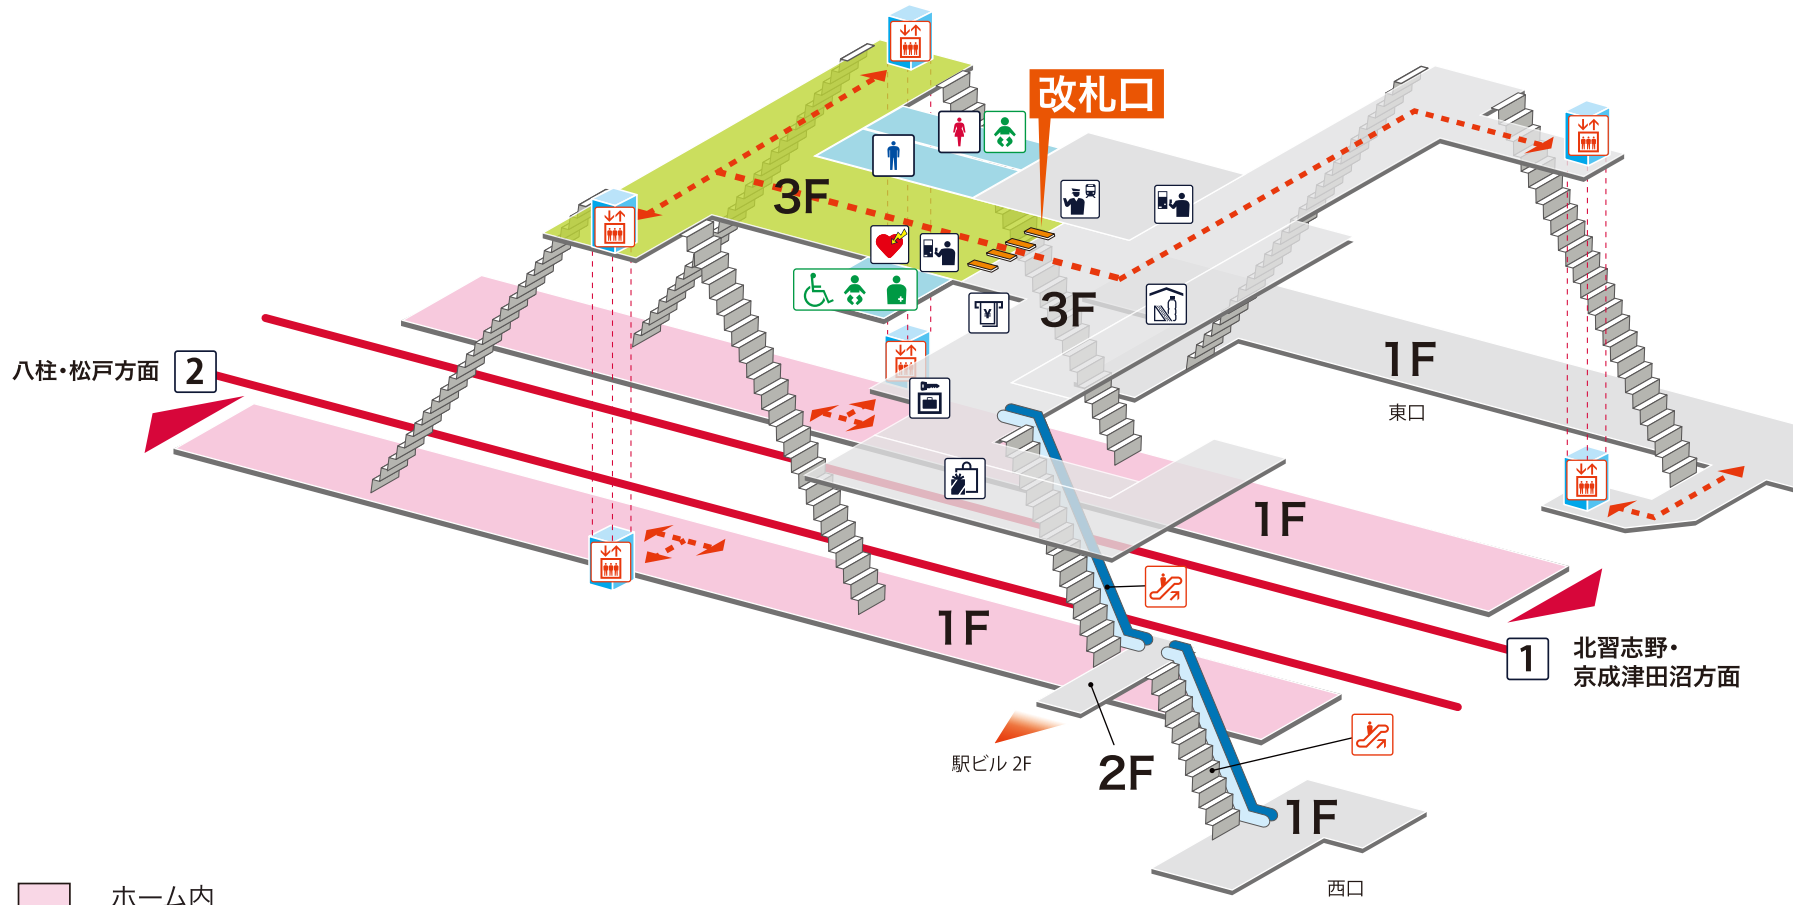 改札口
3F
3F
¥
1F
東口
八柱・松戸方面
2
1F
1F
1
北習志野・
京成津田沼方面
駅ビル 2F
2F
1F
西口
ホーム内